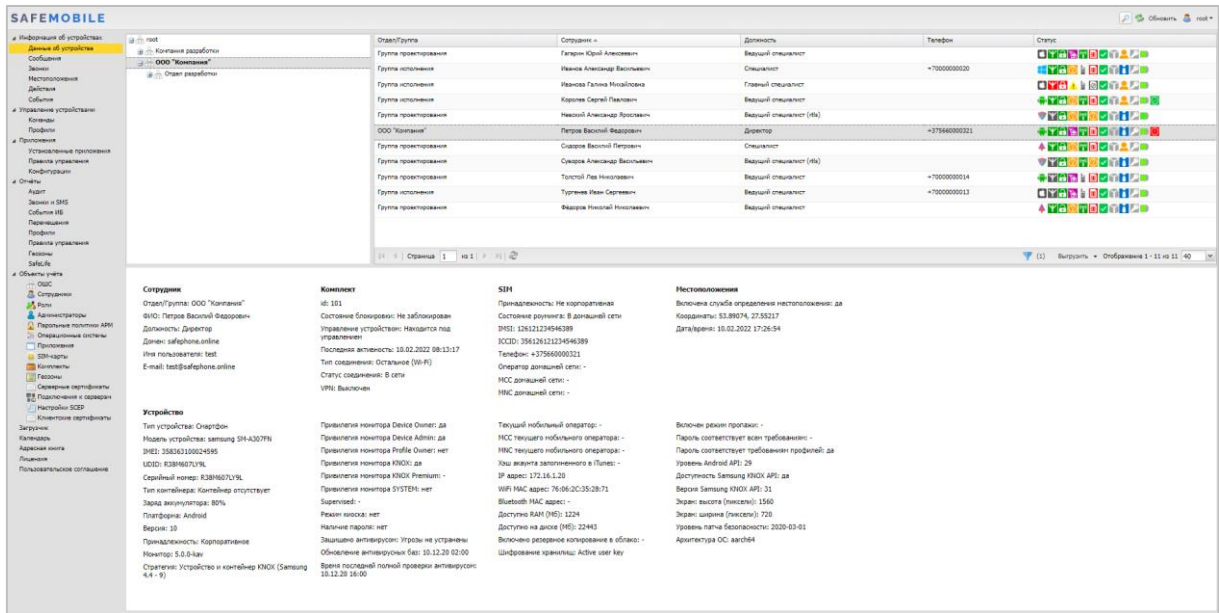 SAFEMOBILE
Обновить root
Информация об устройствах
Данные об устройстве
Сообщения
Звонки
Местоположения
Действия
События
Управление устройствами
Команды
Профили
Приложения
Установленные приложения
Правила управления
Конфигурации
Отчёты
Аудит
Звонки и SMS
События ИБ
Перемещения
Профили
Правила управления
Геозоны
SafeLife
Объекты учёта
ОШС
Сотрудники
Роли
Администраторы
Парольные политики АРМ
Операционные системы
Приложения
SIM-карты
Комплекты
Геозоны
Серверные сертификаты
Подключения к серверам
Настройки SCEP
Клиентские сертификаты
Загрузчик
Календарь
Адресная книга
Лицензия
Пользовательское соглашение
root
Компания разработки
ООО "Компания"
Отдел разработки
Отдел/Группа Сотрудник Должность Телефон Статус
Группа проектирования Гагарин Юрий Алексеевич Ведущий специалист
Группа исполнения Иванов Александр Васильевич Специалист +70000000020
Группа исполнения Иванова Галина Михайловна Главный специалист
Группа исполнения Королев Сергей Павлович Ведущий специалист
Группа проектирования Невский Александр Ярославич Ведущий специалист (rtls)
ООО "Компания" Петров Василий Федорович Директор +375660000321
Группа проектирования Сидоров Василий Петрович Специалист
Группа проектирования Суворов Александр Васильевич Ведущий специалист (rtls)
Группа проектирования Толстой Лев Николаевич Ведущий специалист +70000000014
Группа исполнения Тургенев Иван Сергеевич Ведущий специалист +70000000013
Группа проектирования Фёдоров Николай Николаевич Ведущий специалист
Страница 1 из 1 (1) Выгрузить Отображение 1 - 11 из 11 40
Сотрудник
Отдел/Группа: ООО "Компания"
ФИО: Петров Василий Федорович
Должность: Директор
Домен: safephone.online
Имя пользователя: test
E-mail: test@safephone.online
Комплект
id: 101
Состояние блокировки: Не заблокирован
Управление устройством: Находится под
управлением
Последняя активность: 10.02.2022 08:13:17
Тип соединения: Остальное (Wi-Fi)
Статус соединения: В сети
VPN: Выключен
SIM
Принадлежность: Не корпоративная
Состояние роуминга: В домашней сети
IMSI: 126121234546389
ICCID: 356126121234546389
Телефон: +375660000321
Оператор домашней сети: -
MCC домашней сети: -
MNC домашней сети: -
Местоположения
Включена служба определения местоположения: да
Координаты: 53.89074, 27.55217
Дата/время: 10.02.2022 17:26:54
Устройство
Тип устройства: Смартфон
Модель устройства: samsung SM-A307FN
IMEI: 358363100024595
UDID: R38M607LY9L
Серийный номер: R38M607LY9L
Тип контейнера: Контейнер отсутствует
Заряд аккумулятора: 80%
Платформа: Android
Версия: 10
Принадлежность: Корпоративное
Монитор: 5.0.0-kav
Стратегия: Устройство и контейнер KNOX (Samsung
4.4 - 9)
Привилегия монитора Device Owner: да
Привилегия монитора Device Admin: да
Привилегия монитора Profile Owner: нет
Привилегия монитора KNOX: да
Привилегия монитора KNOX Premium: -
Привилегия монитора SYSTEM: нет
Supervised: -
Режим киоска: нет
Наличие пароля: нет
Защищено антивирусом: Угрозы не устранены
Обновление антивирусных баз: 10.12.20 02:00
Время последней полной проверки антивирусом:
10.12.20 16:00
Текущий мобильный оператор: -
MCC текущего мобильного оператора: -
MNC текущего мобильного оператора: -
Хэш аккаунта залогиненного в iTunes: -
IP адрес: 172.16.1.20
WiFi MAC адрес: 76:06:2C:35:28:71
Bluetooth MAC адрес: -
Доступно RAM (Мб): 1224
Доступно на диске (Мб): 22443
Включено резервное копирование в облако: -
Шифрование хранилищ: Active user key
Включен режим пропажи: -
Пароль соответствует всем требованиям: -
Пароль соответствует требованиям профилей: да
Уровень Android API: 29
Доступность Samsung KNOX API: да
Версия Samsung KNOX API: 31
Экран: высота (пиксели): 1560
Экран: ширина (пиксели): 720
Уровень патча безопасности: 2020-03-01
Архитектура ОС: aarch64